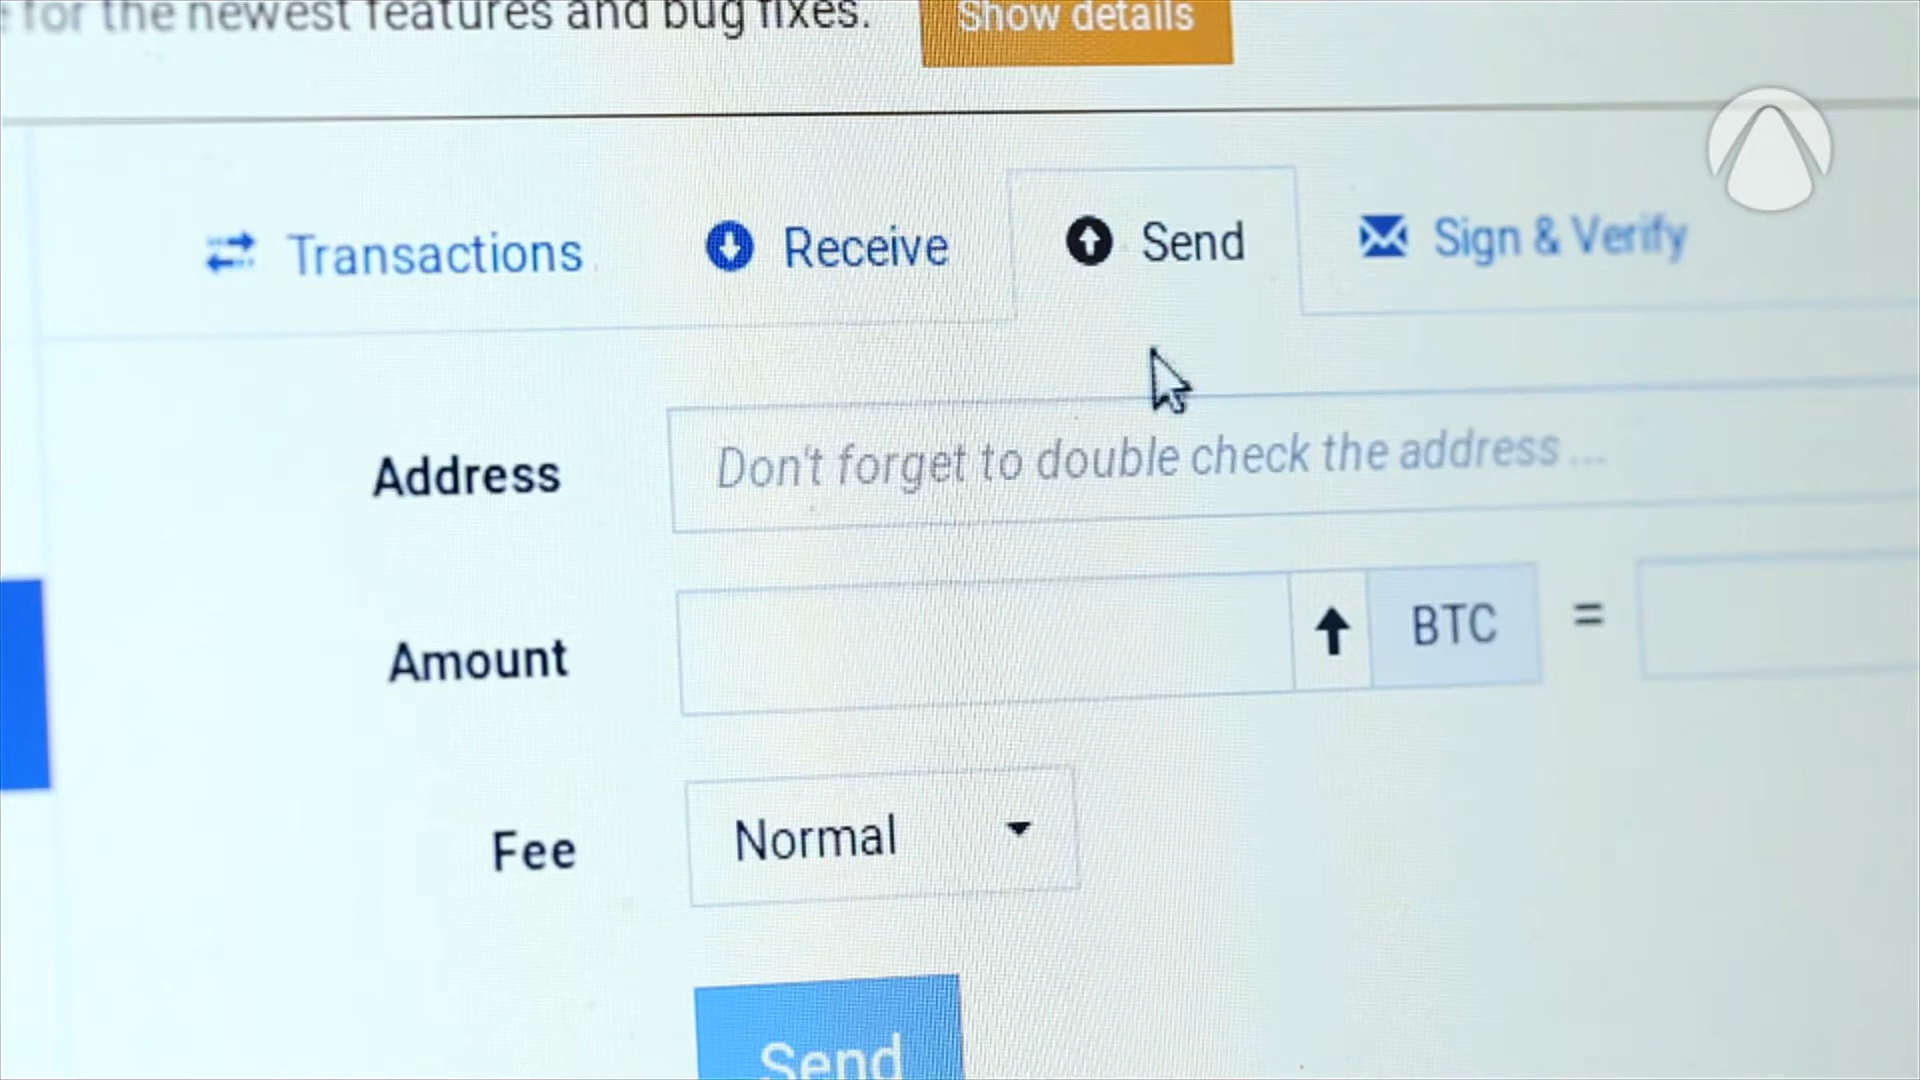 for the newest features and bug fixes.
Show details
Transactions
Receive
Send
Sign & Verify
Address
Don't forget to double check the address ...
Amount
BTC
=
Fee
Normal
Send